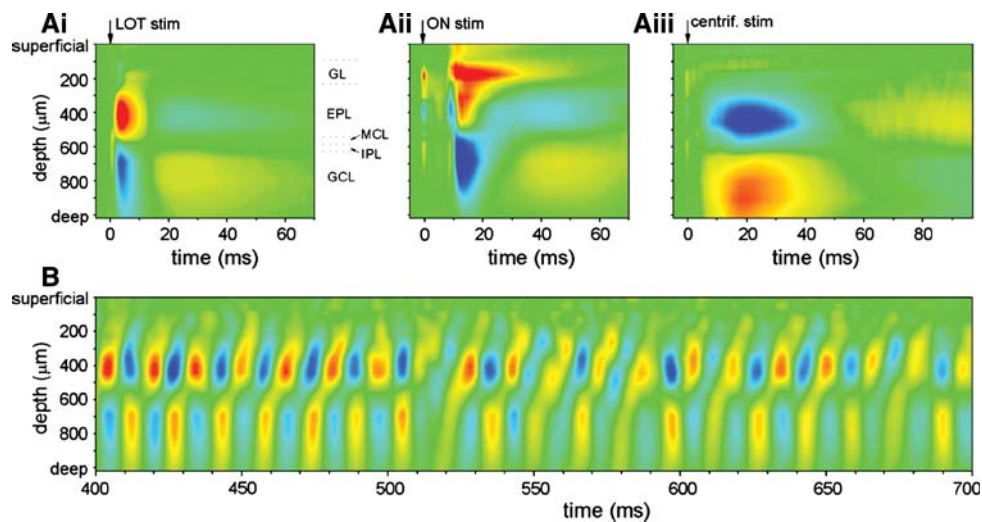 Ai
LOT stim
Aii
ON stim
Aiii
centrif. stim
superficial
200
400
600
800
deep
depth (µm)
GL
EPL
MCL
IPL
GCL
0 20 40 60
time (ms)
0 20 40 60
time (ms)
0 20 40 60 80
time (ms)
B
superficial
200
400
600
800
deep
depth (µm)
400 450 500 550 600 650 700
time (ms)